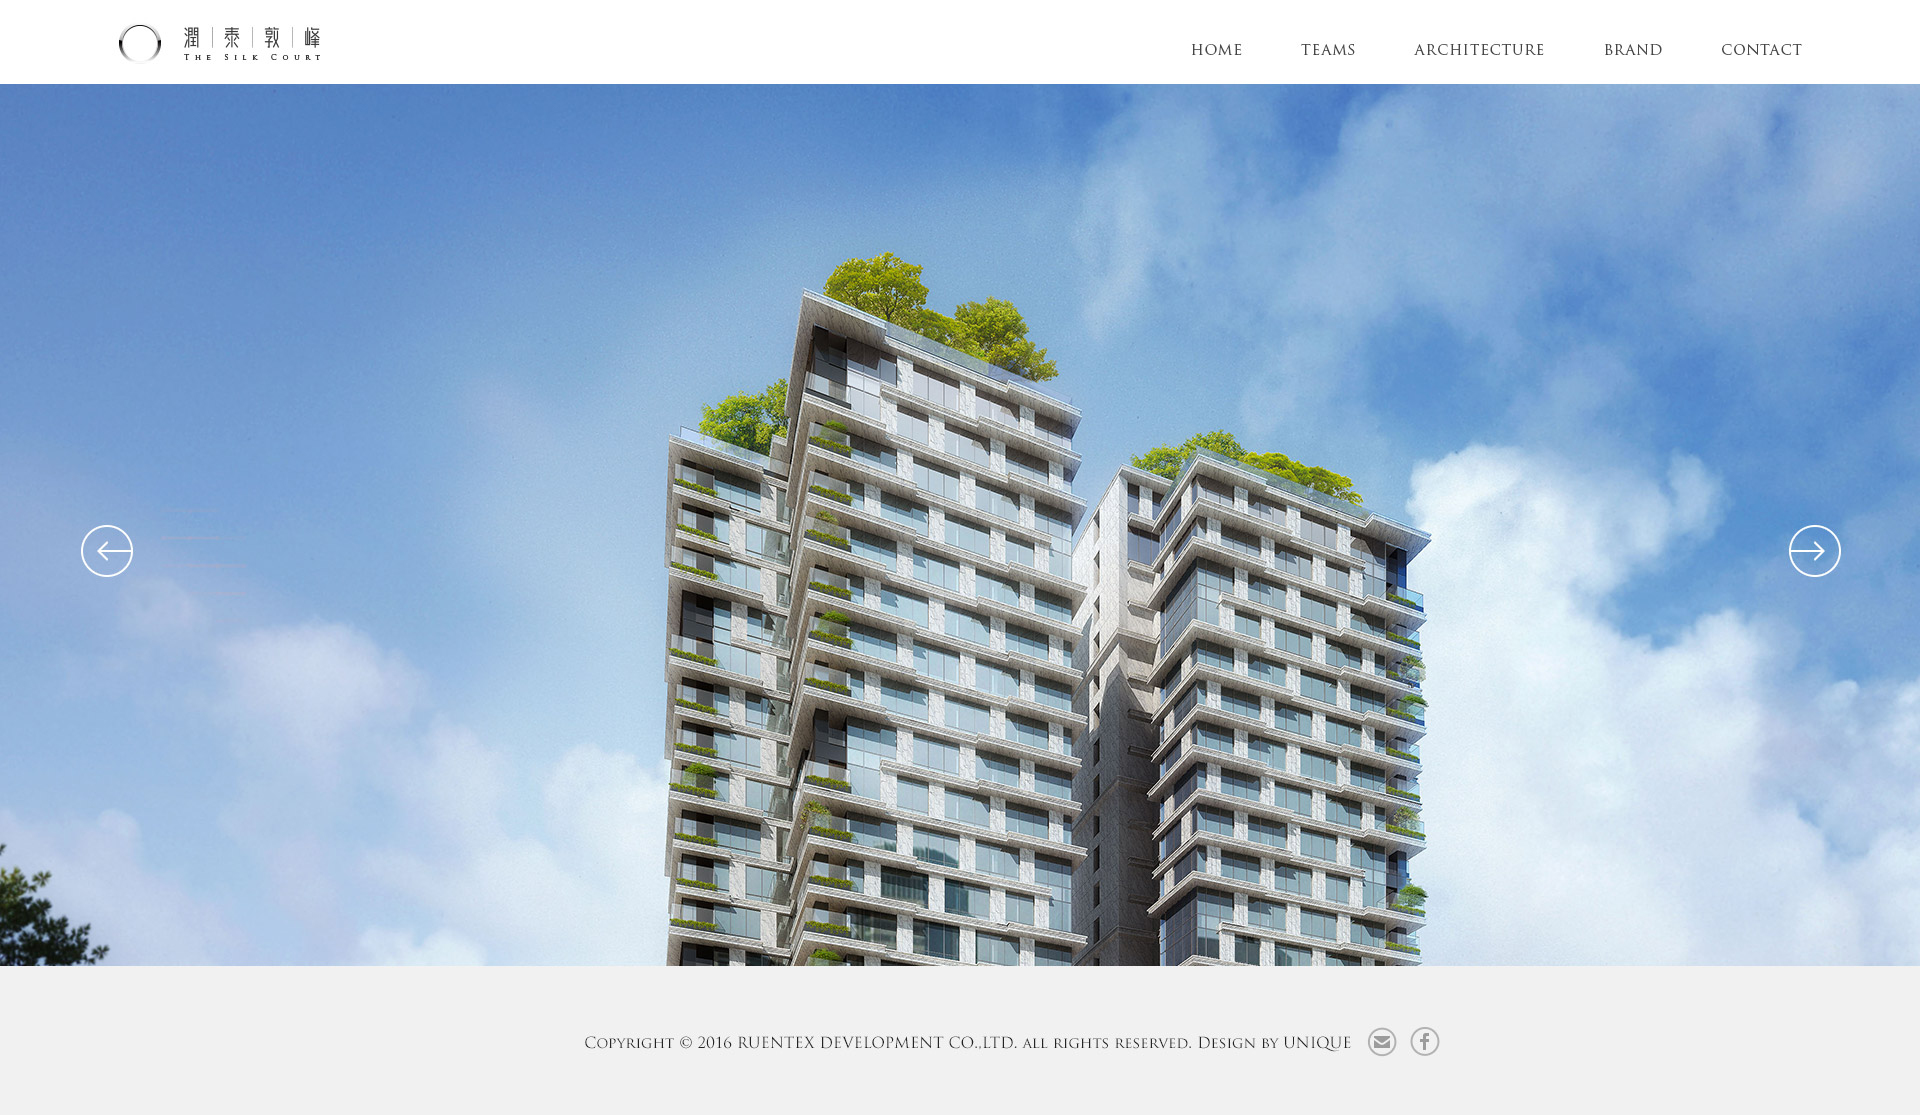 潤泰敦峰
The Silk Court
HOME TEAMS ARCHITECTURE BRAND CONTACT
Copyright © 2016 RUENTEX DEVELOPMENT CO.,LTD. all rights reserved. Design by UNIQUE